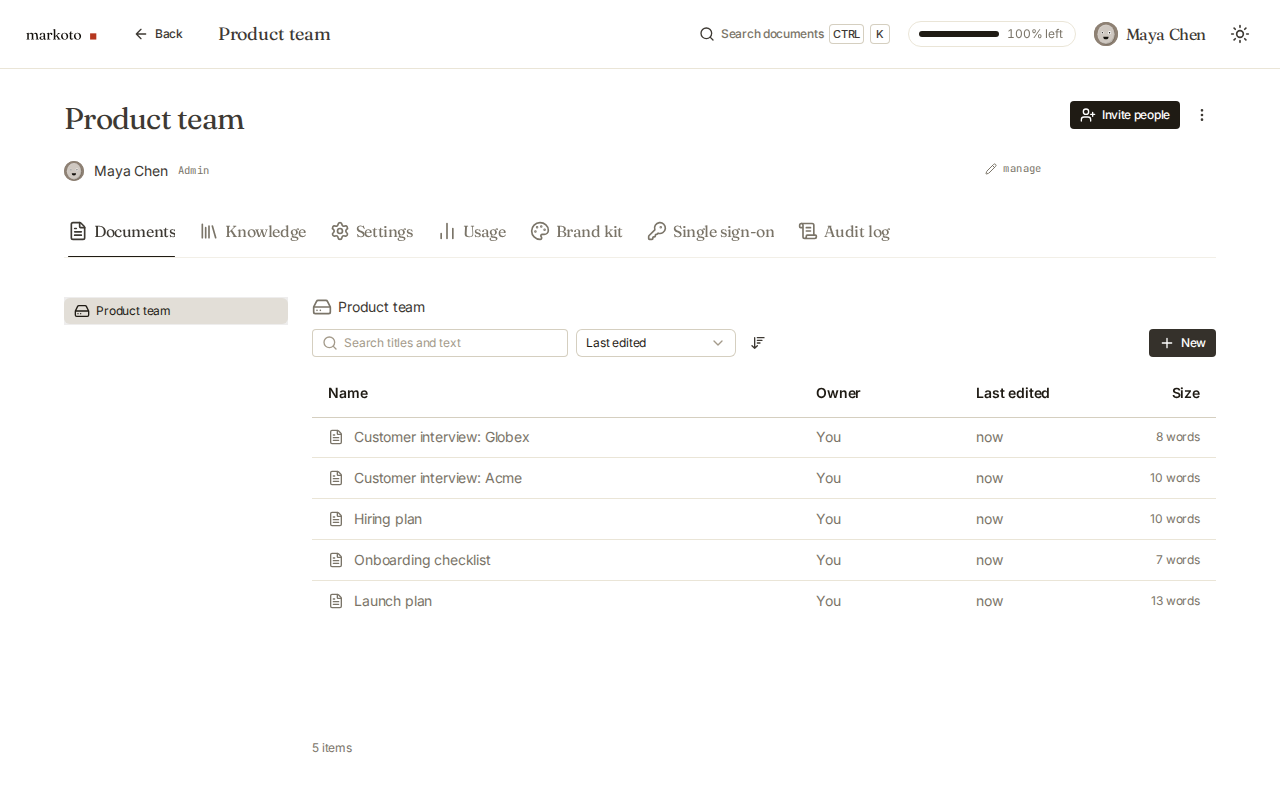 markoto
Back
Product team
Search documents CTRL K
100% left
Maya Chen
Product team
Invite people
Maya Chen Admin
manage
Documents Knowledge Settings Usage Brand kit Single sign-on Audit log
Product team
Product team
Search titles and text
Last edited
New
Name Owner Last edited Size
Customer interview: Globex You now 8 words
Customer interview: Acme You now 10 words
Hiring plan You now 10 words
Onboarding checklist You now 7 words
Launch plan You now 13 words
5 items